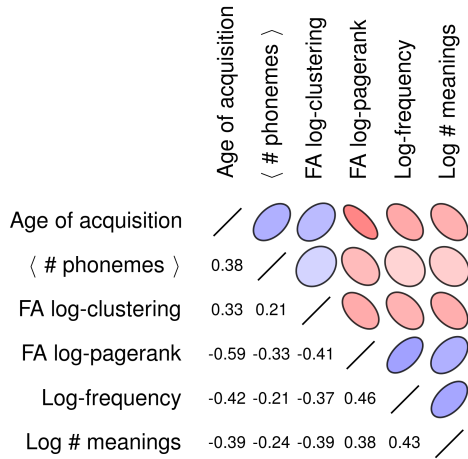 Age of acquisition
⟨ # phonemes ⟩
FA log-clustering
FA log-pagerank
Log-frequency
Log # meanings
Age of acquisition
⟨ # phonemes ⟩ 0.38
FA log-clustering 0.33 0.21
FA log-pagerank -0.59 -0.33 -0.41
Log-frequency -0.42 -0.21 -0.37 0.46
Log # meanings -0.39 -0.24 -0.39 0.38 0.43